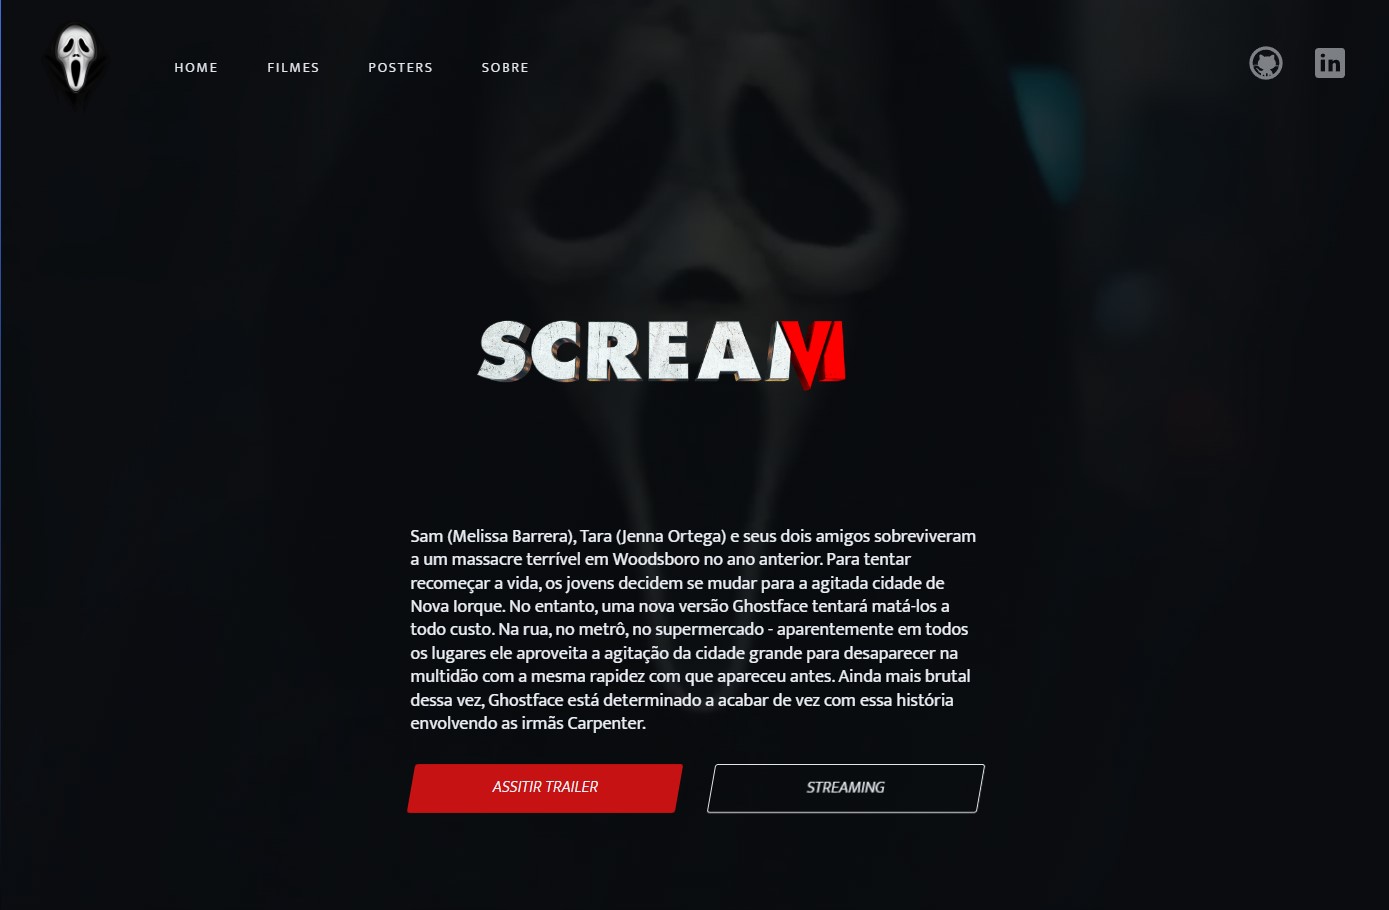 HOME FILMES POSTERS SOBRE
in
SCREAM VI
Sam (Melissa Barrera), Tara (Jenna Ortega) e seus dois amigos sobreviveram
a um massacre terrível em Woodsboro no ano anterior. Para tentar
recomeçar a vida, os jovens decidem se mudar para a agitada cidade de
Nova Iorque. No entanto, uma nova versão Ghostface tentará matá-los a
todo custo. Na rua, no metrô, no supermercado - aparentemente em todos
os lugares ele aproveita a agitação da cidade grande para desaparecer na
multidão com a mesma rapidez com que apareceu antes. Ainda mais brutal
dessa vez, Ghostface está determinado a acabar de vez com essa história
envolvendo as irmãs Carpenter.
ASSITIR TRAILER STREAMING